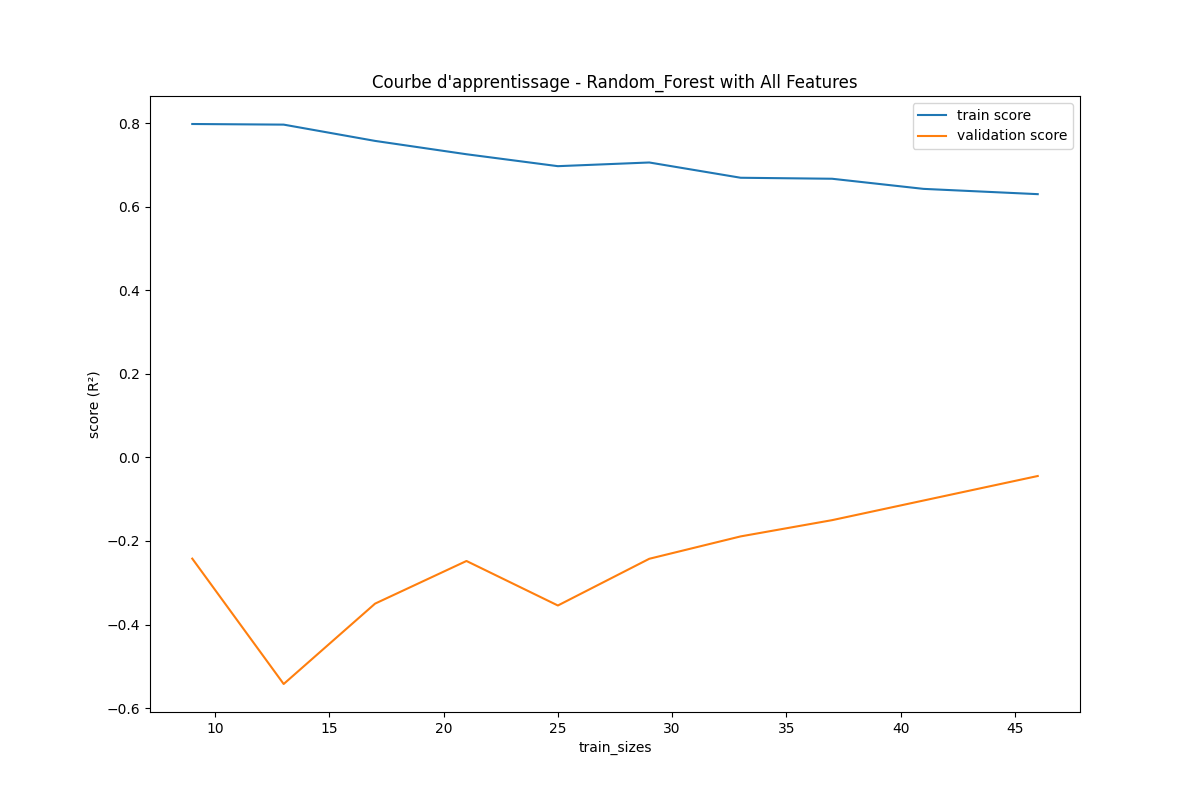 Courbe d'apprentissage - Random_Forest with All Features
train score
validation score
score (R²)
0.8
0.6
0.4
0.2
0.0
−0.2
−0.4
−0.6
10 15 20 25 30 35 40 45
train_sizes